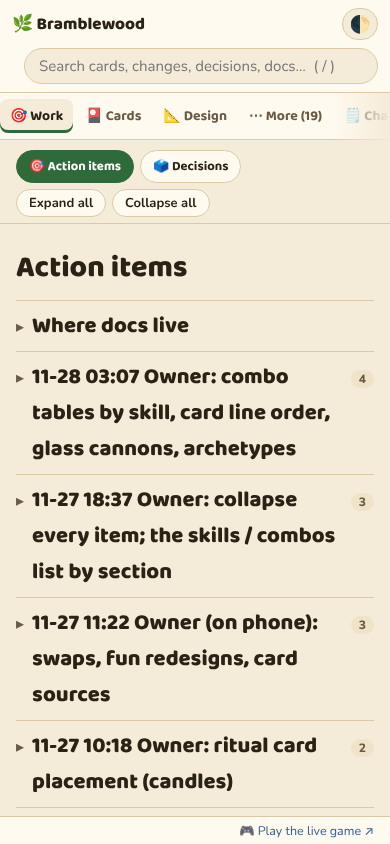 🌿 Bramblewood
Search cards, changes, decisions, docs... ( / )
🎯 Work 🎴 Cards 📐 Design ⋯ More (19)
🎯 Action items 🗳️ Decisions
Expand all Collapse all
Action items
▸ Where docs live
▸ 11-28 03:07 Owner: combo 4
tables by skill, card line order,
glass cannons, archetypes
▸ 11-27 18:37 Owner: collapse 3
every item; the skills / combos
list by section
▸ 11-27 11:22 Owner (on phone): 3
swaps, fun redesigns, card
sources
▸ 11-27 10:18 Owner: ritual card 2
placement (candles)
🎮 Play the live game ↗